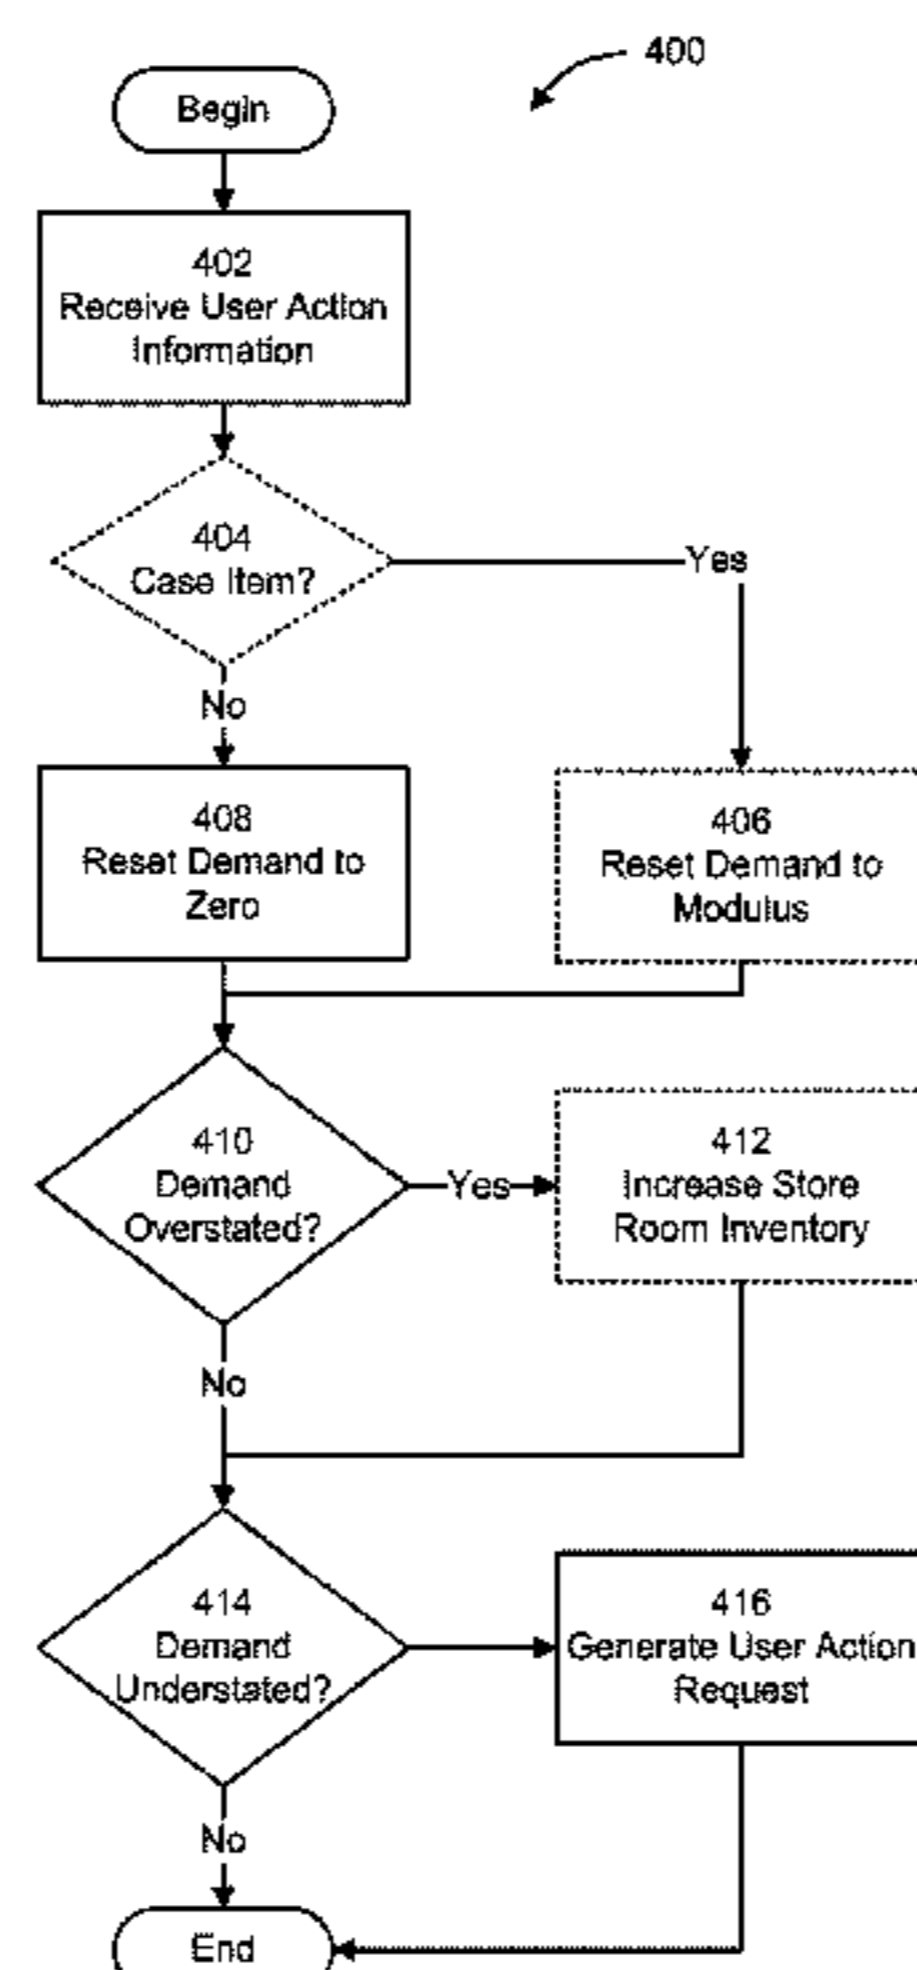 400
Begin
402
Receive User Action
Information
404
Case Item?
Yes
No
408
Reset Demand to
Zero
406
Reset Demand to
Modulus
410
Demand
Overstated?
Yes
412
Increase Store
Room Inventory
No
414
Demand
Understated?
416
Generate User Action
Request
No
End